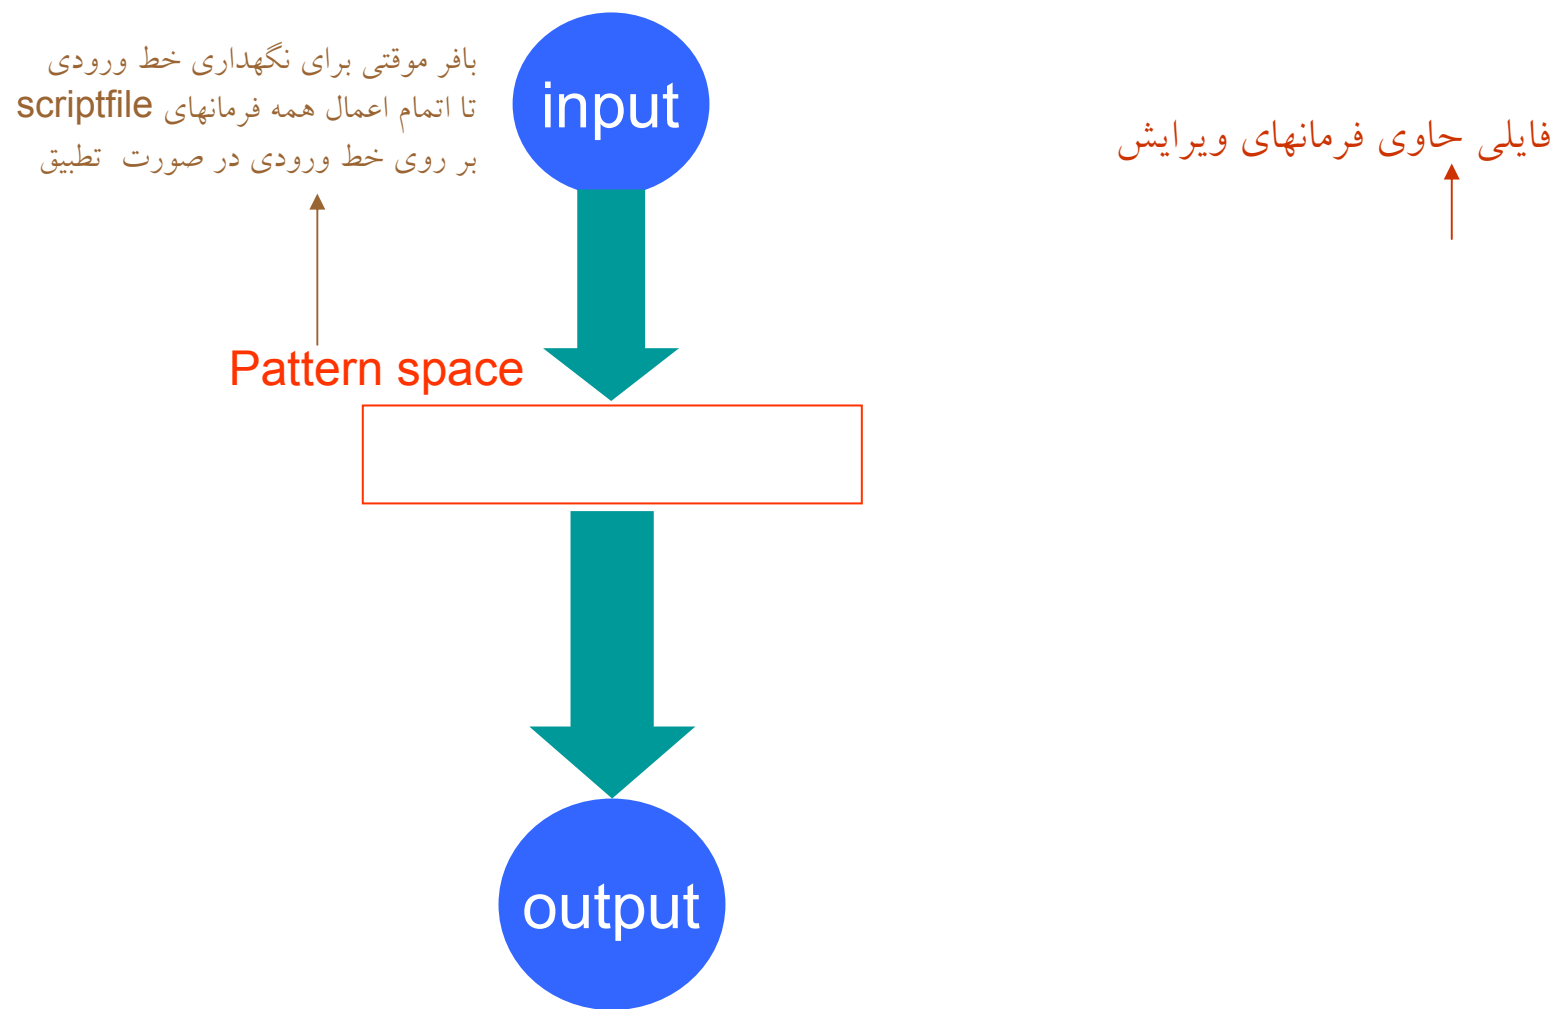 بافر موقتی برای نگهداری خط ورودی
تا اتمام اعمال همه فرمانهای scriptfile
بر روی خط ورودی در صورت تطبیق
input
فایلی حاوی فرمانهای ویرایش
Pattern space
output